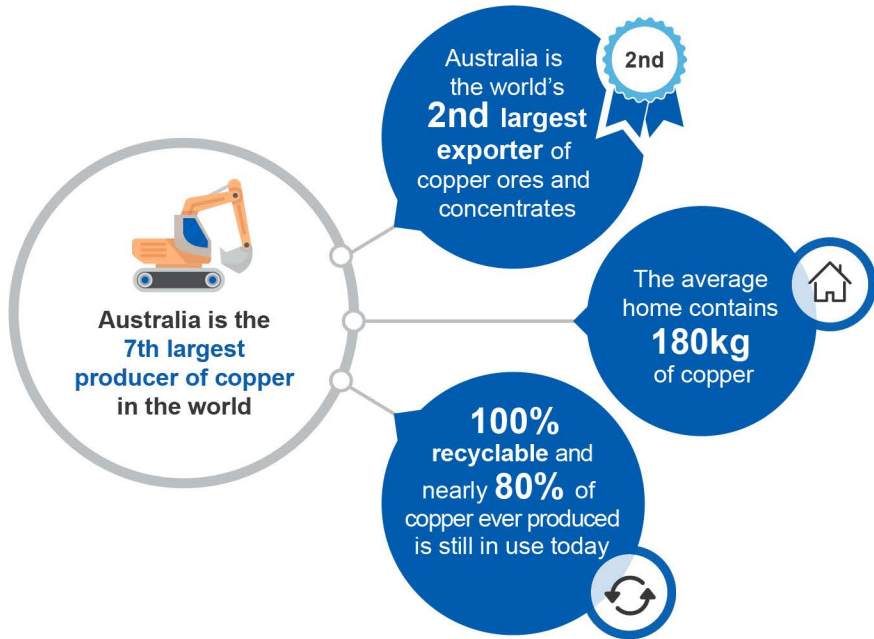 Australia is the
7th largest
producer of copper
in the world
Australia is
the world's
2nd largest
exporter of
copper ores and
concentrates
2nd
The average
home contains
180kg
of copper
100%
recyclable and
nearly 80% of
copper ever produced
is still in use today